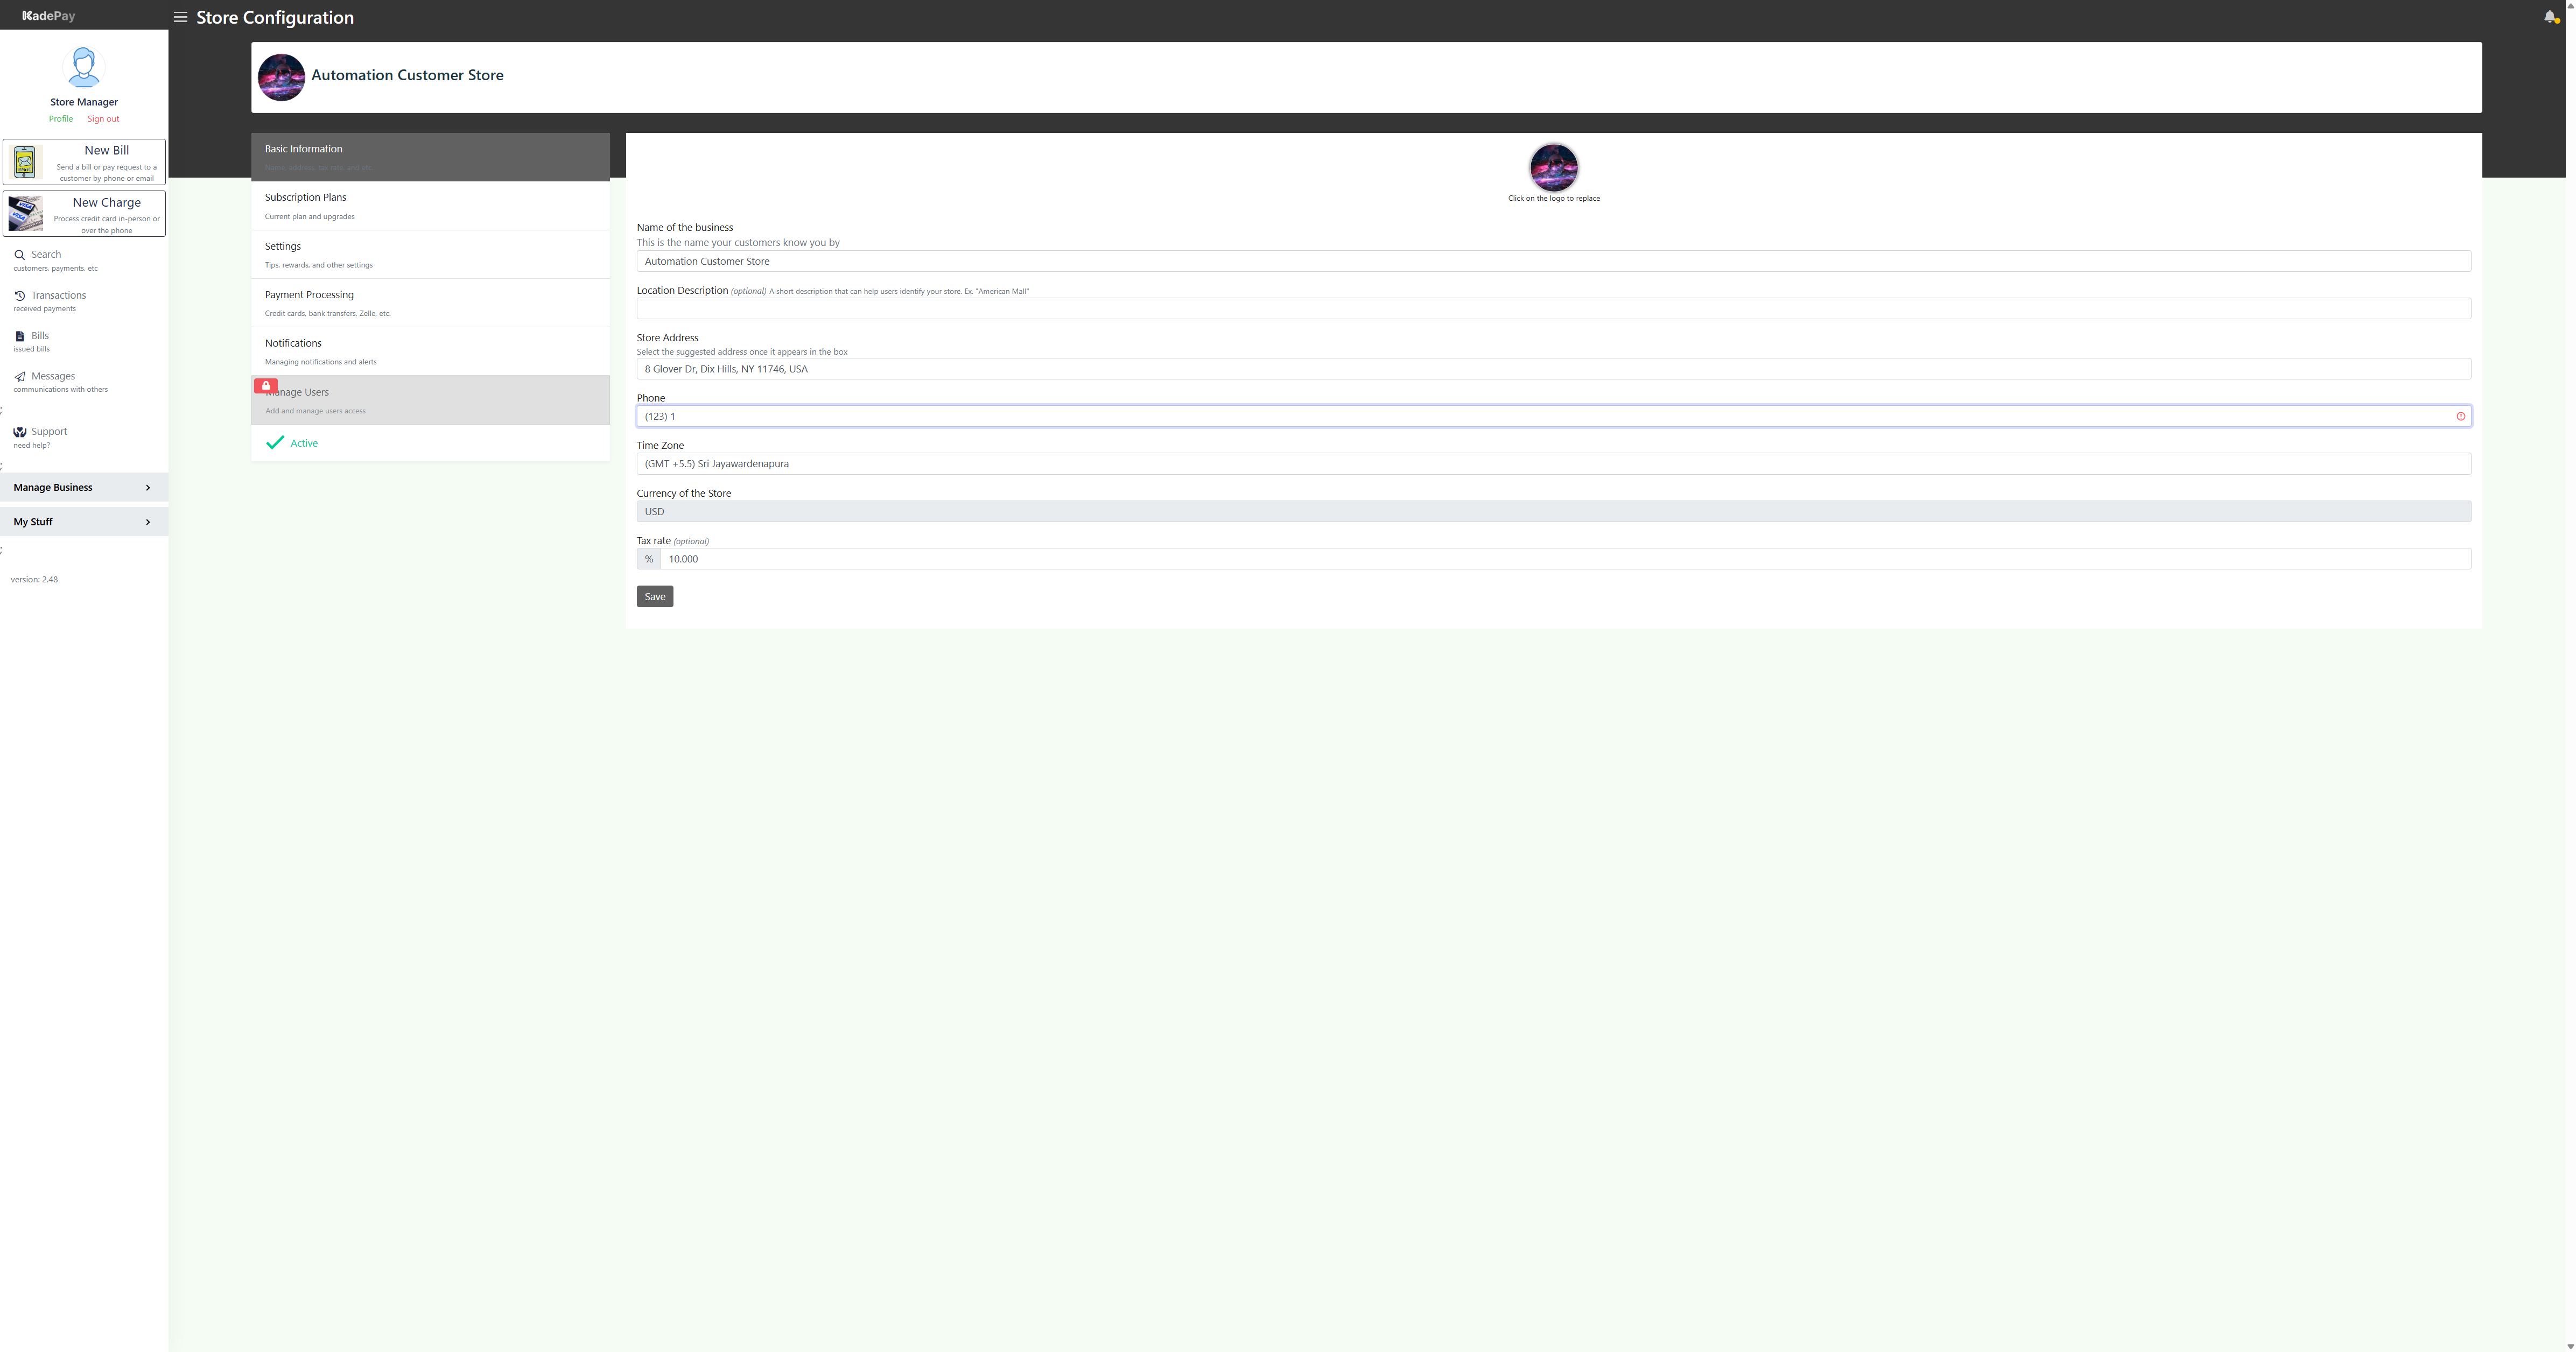 KadePay
Store Configuration
Store Manager
Profile Sign out
New Bill
Send a bill or pay request to a
customer by phone or email
New Charge
Process credit card in-person or
over the phone
Search
customers, payments, etc
Transactions
received payments
Bills
issued bills
Messages
communications with others
;
Support
need help?
;
Manage Business
My Stuff
;
version: 2.48
Automation Customer Store
Basic Information
Subscription Plans
Current plan and upgrades
Settings
Tips, rewards, and other settings
Payment Processing
Credit cards, bank transfers, Zelle, etc.
Notifications
Managing notifications and alerts
Manage Users
Add and manage users access
Active
Click on the logo to replace
Name of the business
This is the name your customers know you by
Automation Customer Store
Location Description (optional) A short description that can help users identify your store. Ex. "American Mall"
Store Address
Select the suggested address once it appears in the box
8 Glover Dr, Dix Hills, NY 11746, USA
Phone
(123) 1
Time Zone
(GMT +5.5) Sri Jayawardenapura
Currency of the Store
USD
Tax rate (optional)
% 10.000
Save